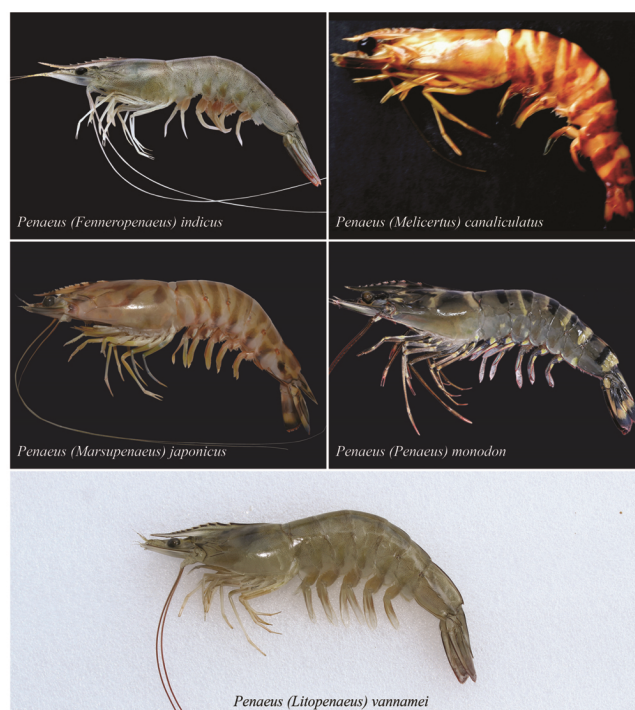 Penaeus (Fenneropenaeus) indicus
Penaeus (Melicertus) canaliculatus
Penaeus (Marsupenaeus) japonicus
Penaeus (Penaeus) monodon
Penaeus (Litopenaeus) vannamei